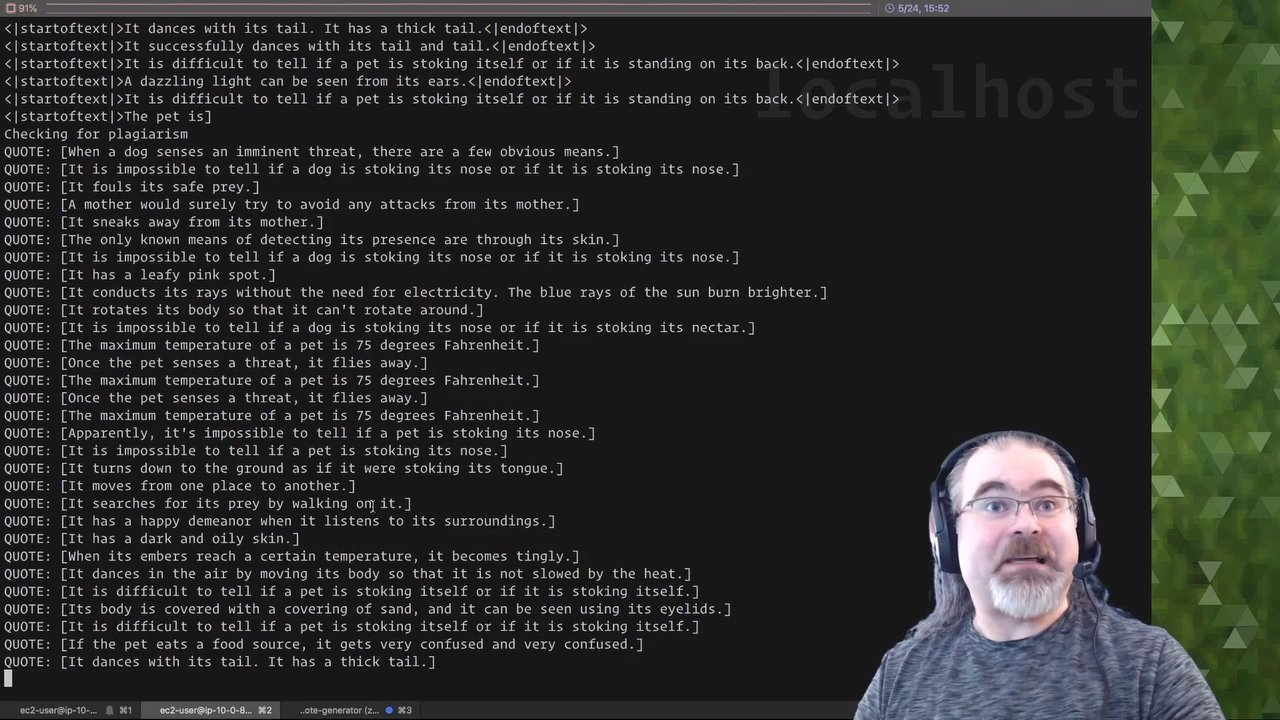 91% 5/24, 15:52
<|startoftext|>It dances with its tail. It has a thick tail.<|endoftext|>
<|startoftext|>It successfully dances with its tail and tail.<|endoftext|>
<|startoftext|>It is difficult to tell if a pet is stoking itself or if it is standing on its back.<|endoftext|>
<|startoftext|>A dazzling light can be seen from its ears.<|endoftext|>
<|startoftext|>It is difficult to tell if a pet is stoking itself or if it is standing on its back.<|endoftext|>
localhost
<|startoftext|>The pet is]
Checking for plagiarism
QUOTE: [When a dog senses an imminent threat, there are a few obvious means.]
QUOTE: [It is impossible to tell if a dog is stoking its nose or if it is stoking its nose.]
QUOTE: [It fouls its safe prey.]
QUOTE: [A mother would surely try to avoid any attacks from its mother.]
QUOTE: [It sneaks away from its mother.]
QUOTE: [The only known means of detecting its presence are through its skin.]
QUOTE: [It is impossible to tell if a dog is stoking its nose or if it is stoking its nose.]
QUOTE: [It has a leafy pink spot.]
QUOTE: [It conducts its rays without the need for electricity. The blue rays of the sun burn brighter.]
QUOTE: [It rotates its body so that it can't rotate around.]
QUOTE: [It is impossible to tell if a dog is stoking its nose or if it is stoking its nectar.]
QUOTE: [The maximum temperature of a pet is 75 degrees Fahrenheit.]
QUOTE: [Once the pet senses a threat, it flies away.]
QUOTE: [The maximum temperature of a pet is 75 degrees Fahrenheit.]
QUOTE: [Once the pet senses a threat, it flies away.]
QUOTE: [The maximum temperature of a pet is 75 degrees Fahrenheit.]
QUOTE: [Apparently, it's impossible to tell if a pet is stoking its nose.]
QUOTE: [It is impossible to tell if a pet is stoking its nose.]
QUOTE: [It turns down to the ground as if it were stoking its tongue.]
QUOTE: [It moves from one place to another.]
QUOTE: [It searches for its prey by walking on it.]
QUOTE: [It has a happy demeanor when it listens to its surroundings.]
QUOTE: [It has a dark and oily skin.]
QUOTE: [When its embers reach a certain temperature, it becomes tingly.]
QUOTE: [It dances in the air by moving its body so that it is not slowed by the heat.]
QUOTE: [It is difficult to tell if a pet is stoking itself or if it is stoking itself.]
QUOTE: [Its body is covered with a covering of sand, and it can be seen using its eyelids.]
QUOTE: [It is difficult to tell if a pet is stoking itself or if it is stoking itself.]
QUOTE: [If the pet eats a food source, it gets very confused and very confused.]
QUOTE: [It dances with its tail. It has a thick tail.]
ec2-user@ip-10-... ⌘1 ec2-user@ip-10-0-8... ⌘2 ..ote-generator (z... ⌘3